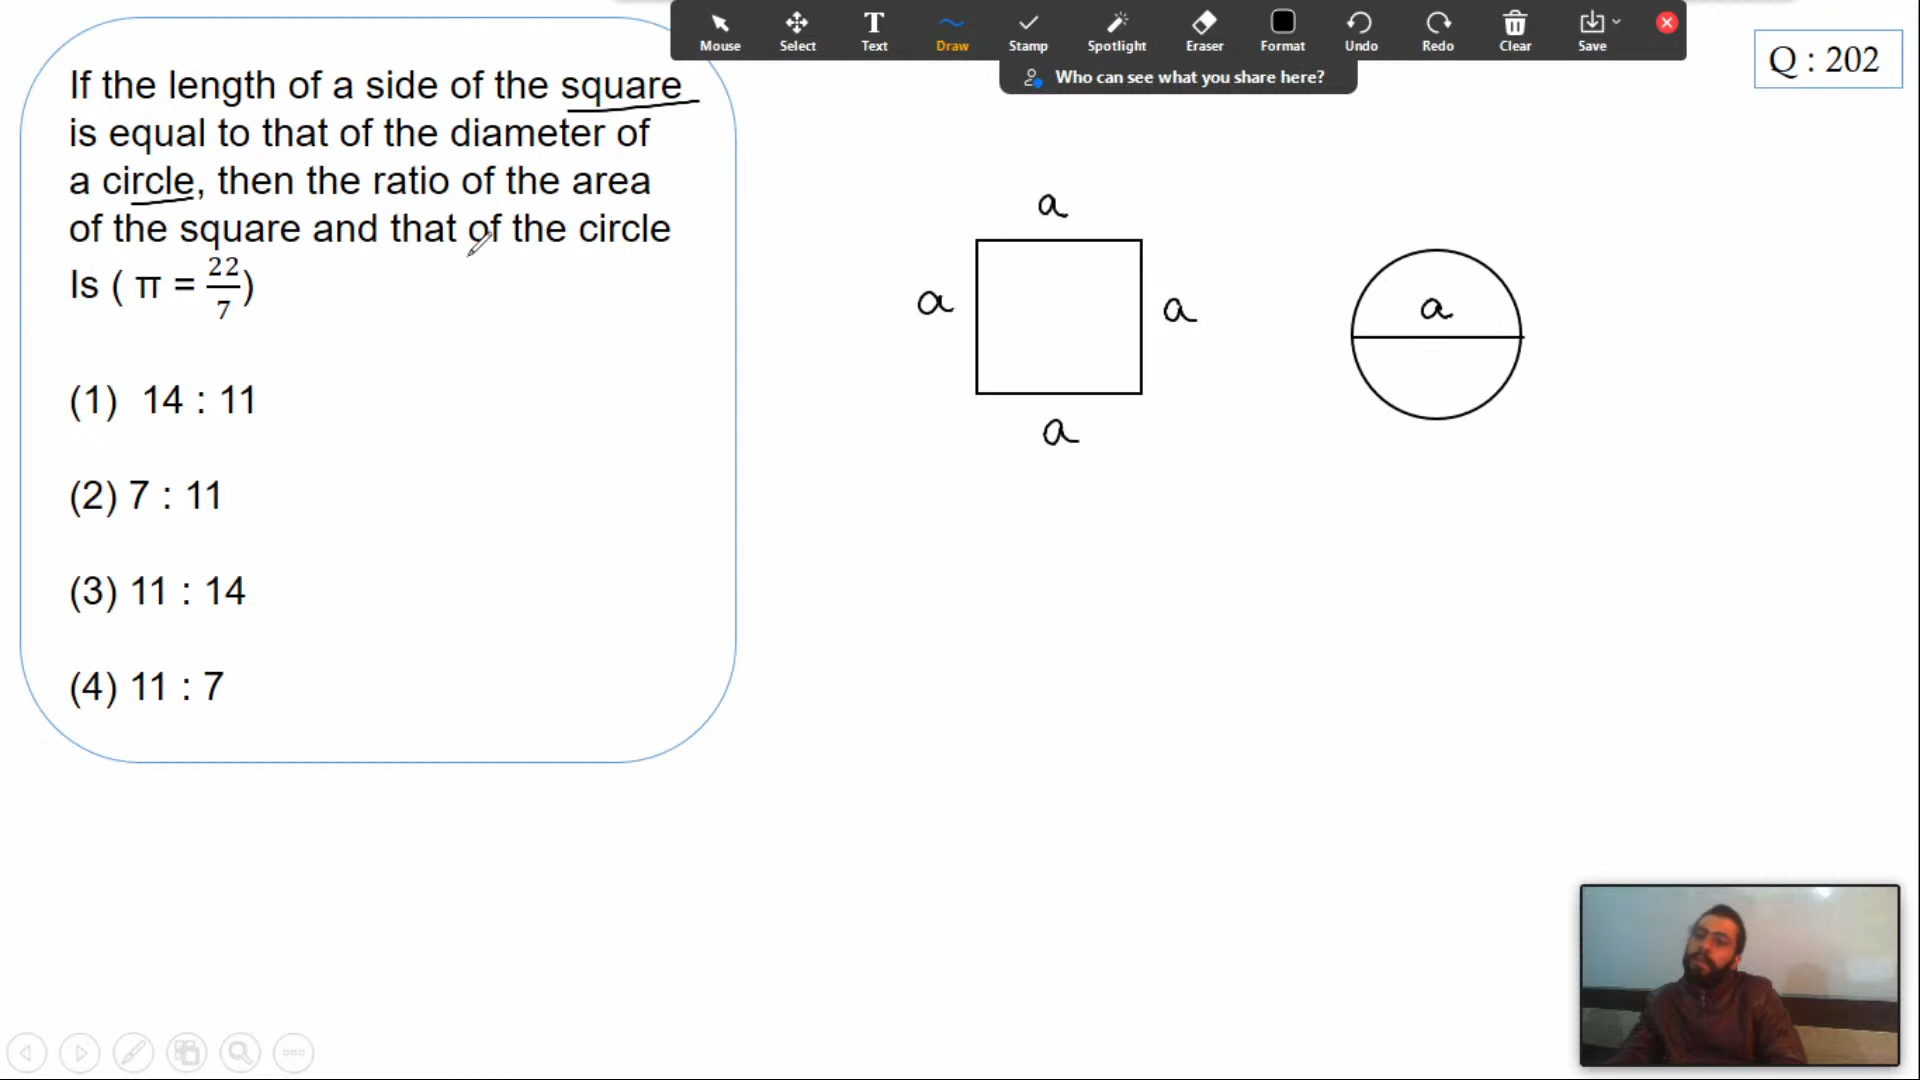 Mouse Select Text Draw Stamp Spotlight Eraser Format Undo Redo Clear Save
Who can see what you share here?
Q : 202
If the length of a side of the square
is equal to that of the diameter of
a circle, then the ratio of the area
of the square and that of the circle
Is ( π = 22/7)
(1) 14 : 11
(2) 7 : 11
(3) 11 : 14
(4) 11 : 7
a
a
a
a
a